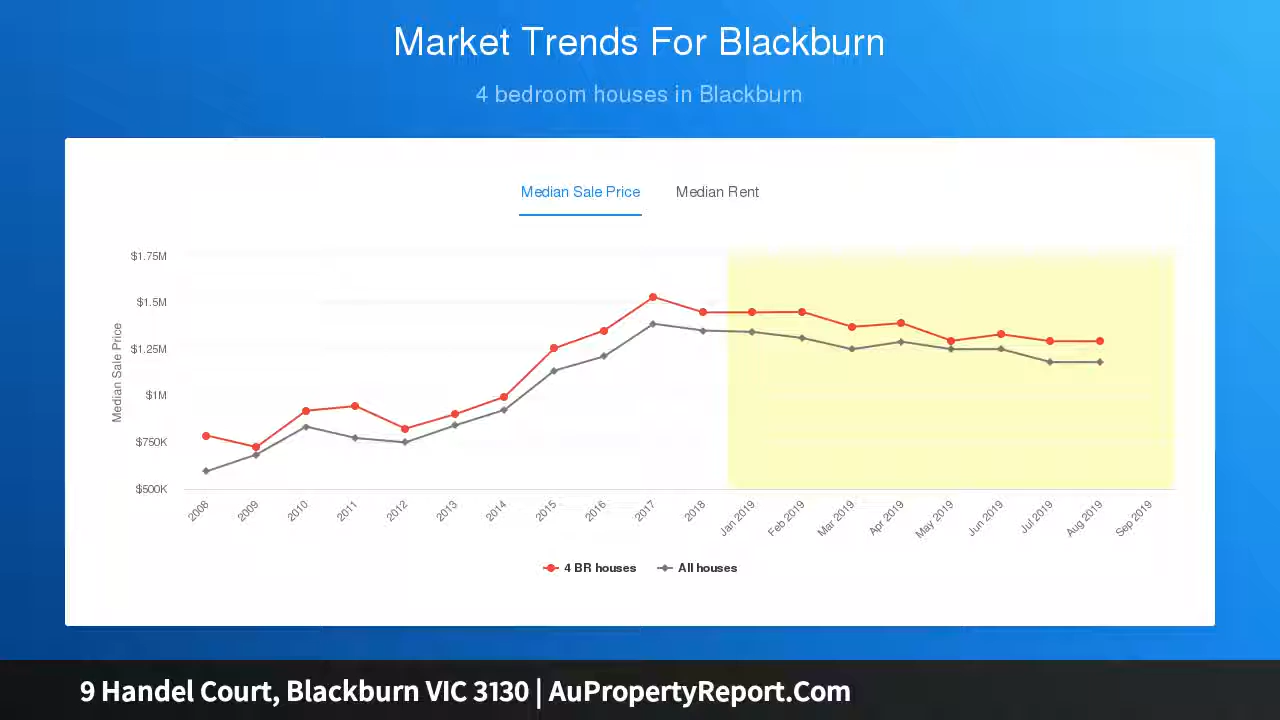 Market Trends For Blackburn
4 bedroom houses in Blackburn
Median Sale Price Median Rent
$1.75M
$1.5M
$1.25M
$1M
$750K
$500K
Median Sale Price
2008 2009 2010 2011 2012 2013 2014 2015 2016 2017 2018 Jan 2019 Feb 2019 Mar 2019 Apr 2019 May 2019 Jun 2019 Jul 2019 Aug 2019 Sep 2019
4 BR houses All houses
9 Handel Court, Blackburn VIC 3130 | AuPropertyReport.Com